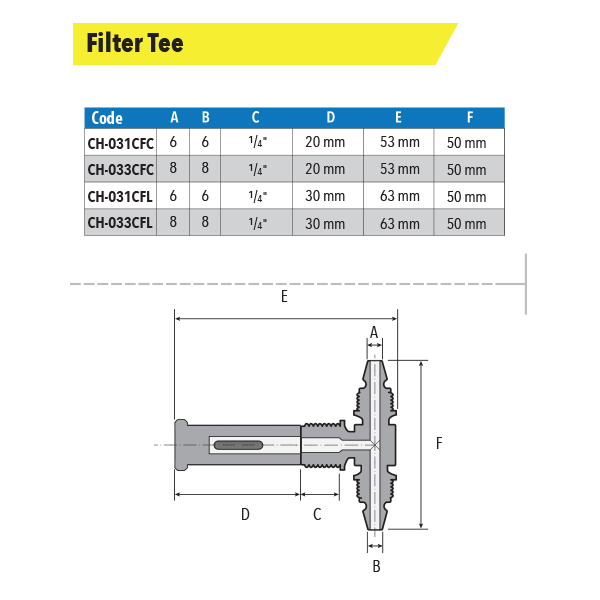 Filter Tee
Code A B C D E F
CH-031CFC 6 6 1/4" 20 mm 53 mm 50 mm
CH-033CFC 8 8 1/4" 20 mm 53 mm 50 mm
CH-031CFL 6 6 1/4" 30 mm 63 mm 50 mm
CH-033CFL 8 8 1/4" 30 mm 63 mm 50 mm
E
A
F
D C
B